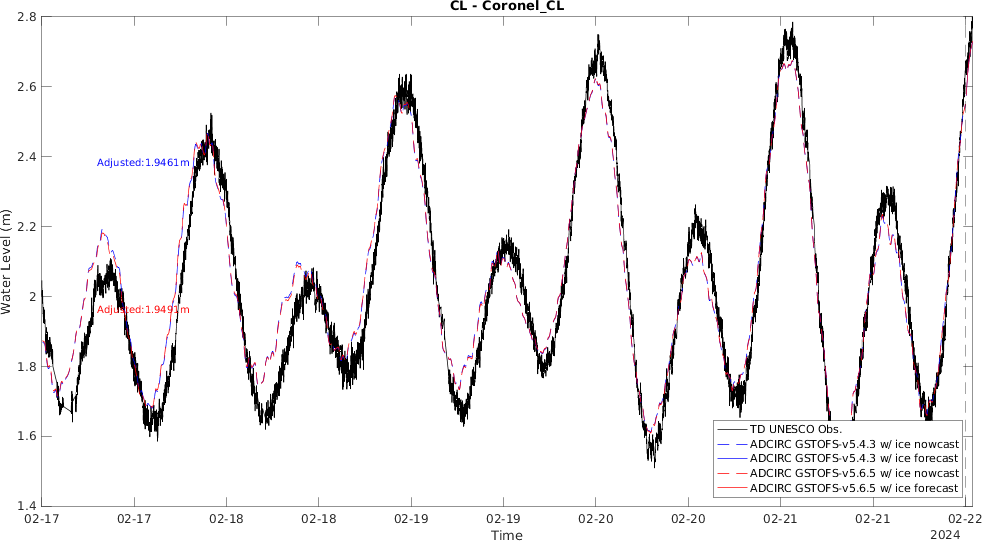 CL - Coronel_CL
2.8
2.6
2.4
2.2
2
1.8
1.6
1.4
Water Level (m)
Adjusted:1.9461m
Adjusted:1.9491m
TD UNESCO Obs.
ADCIRC GSTOFS-v5.4.3 w/ ice nowcast
ADCIRC GSTOFS-v5.4.3 w/ ice forecast
ADCIRC GSTOFS-v5.6.5 w/ ice nowcast
ADCIRC GSTOFS-v5.6.5 w/ ice forecast
02-17 02-17 02-18 02-18 02-19 02-19 02-20 02-20 02-21 02-21 02-22
Time
2024